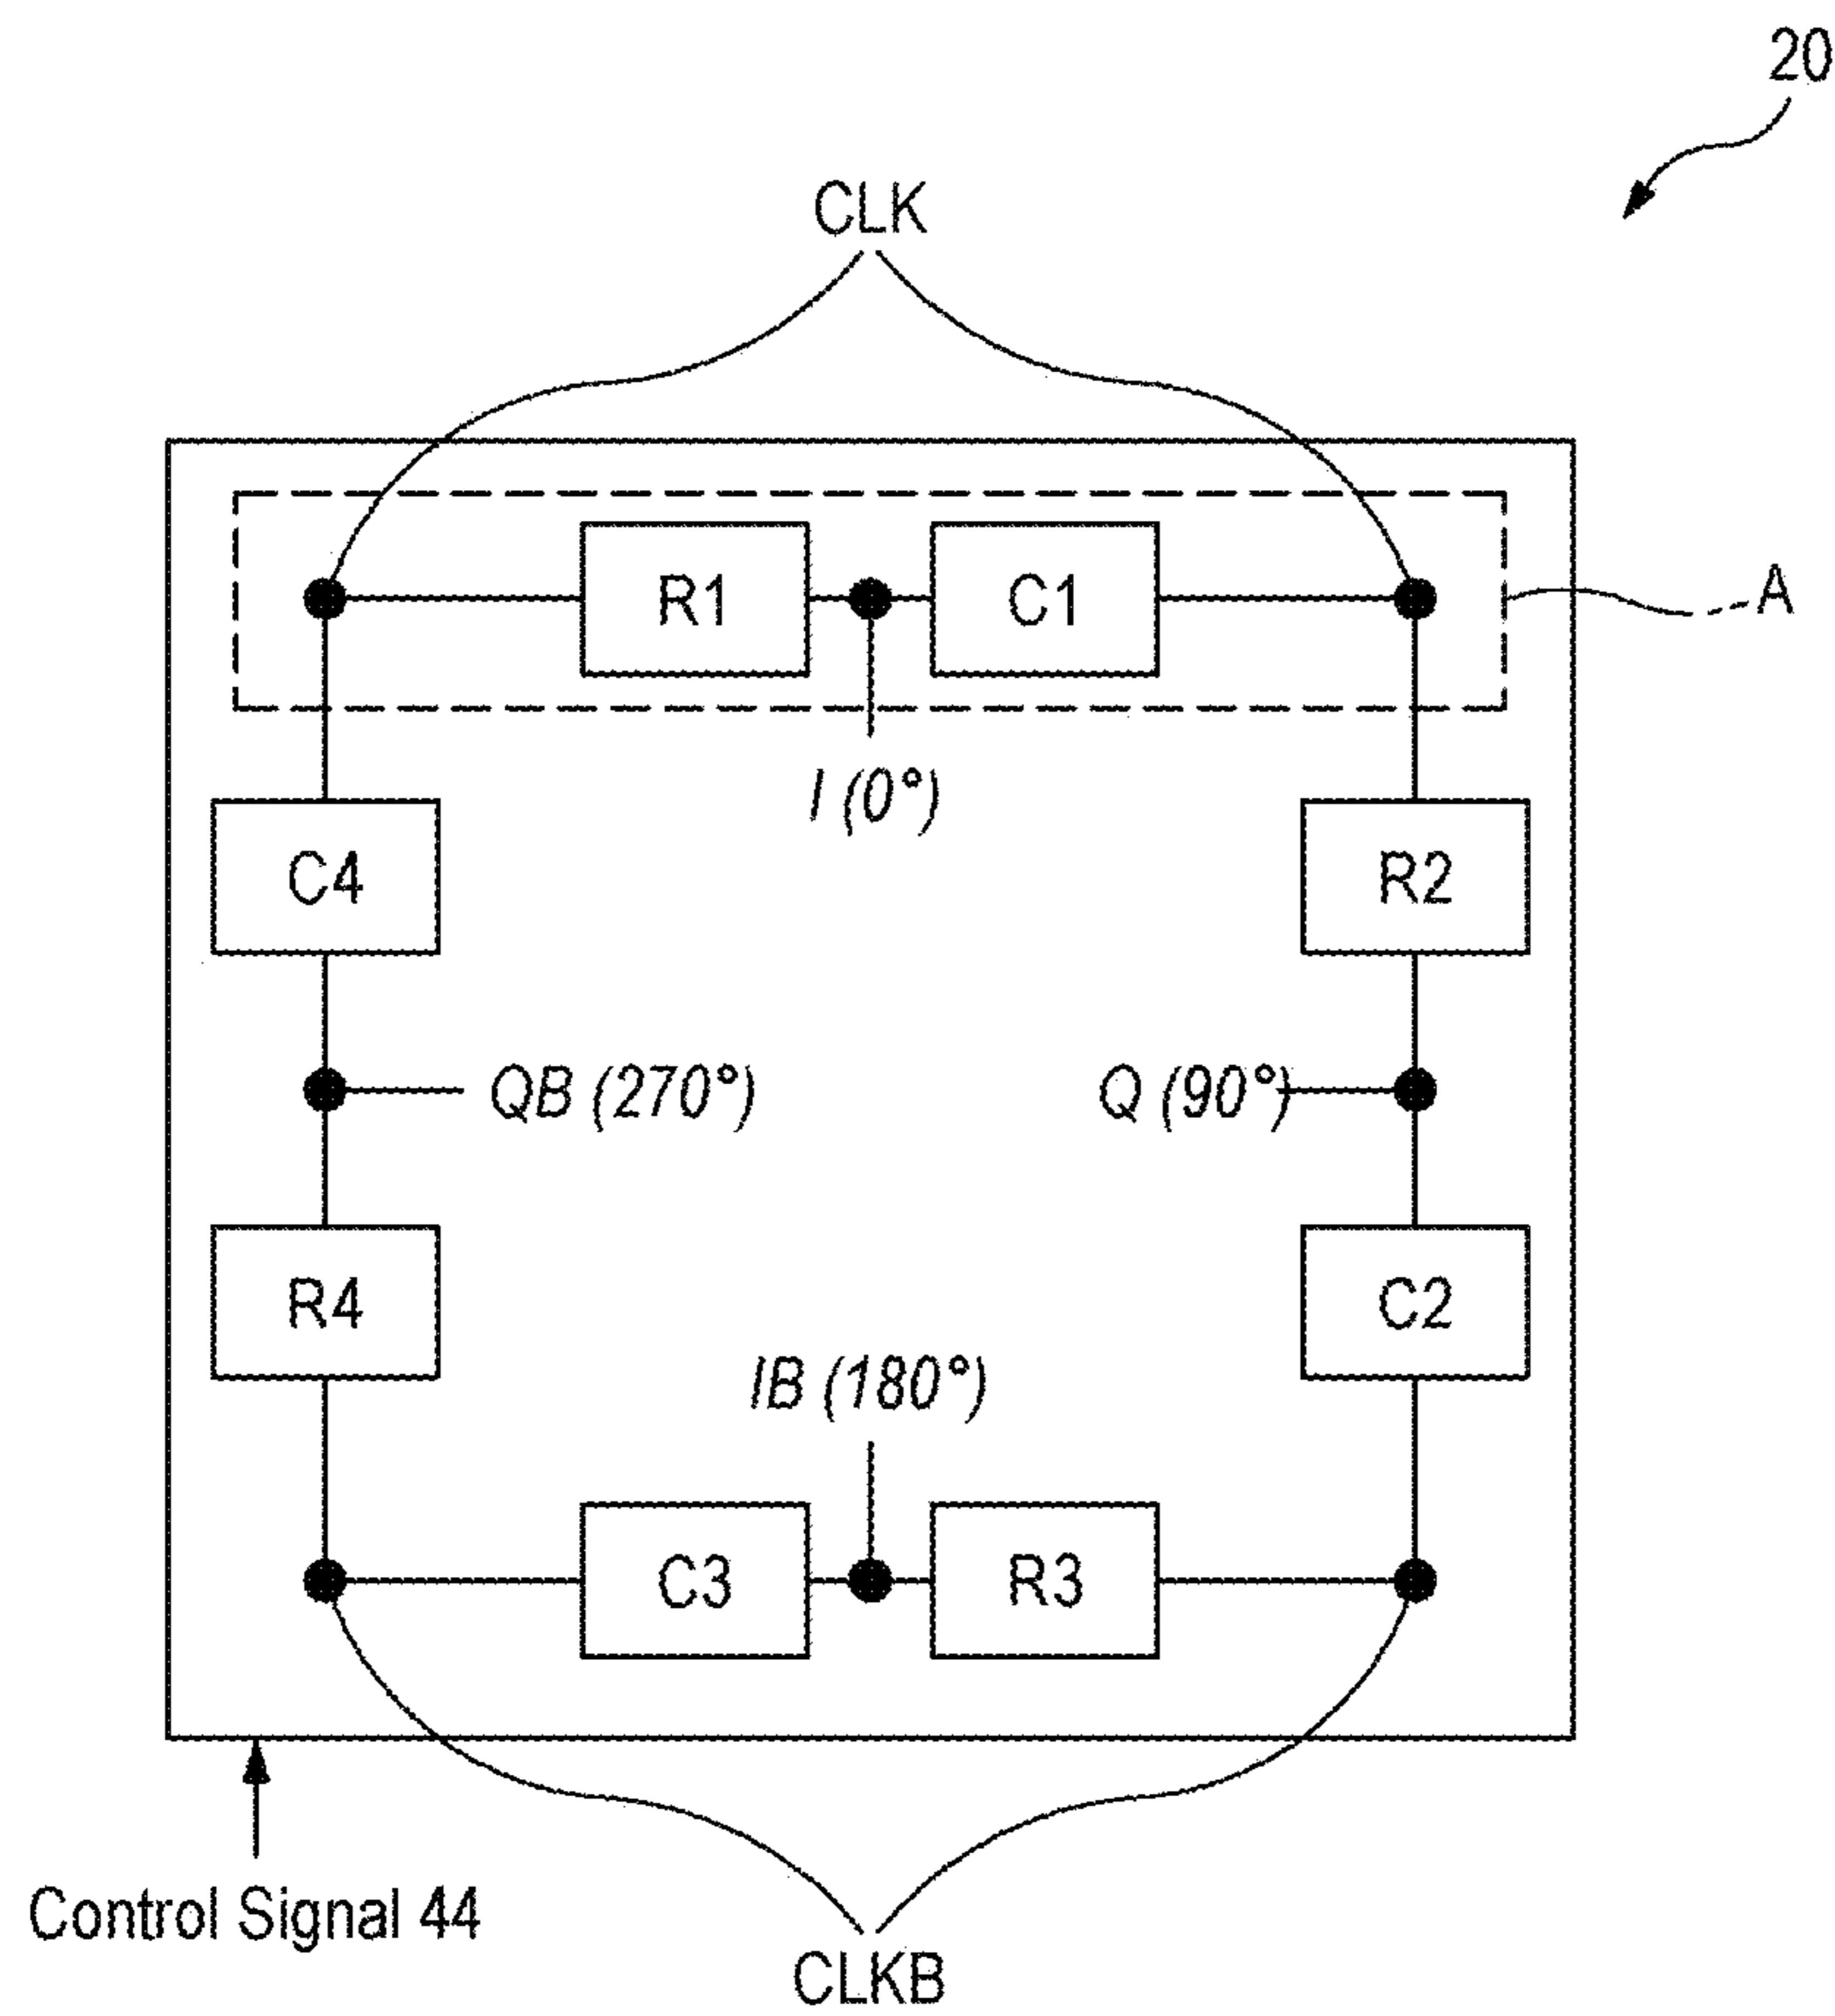 20
CLK
R1
C1
A
I (0°)
C4
R2
QB (270°)
Q (90°)
R4
C2
IB (180°)
C3
R3
Control Signal 44
CLKB